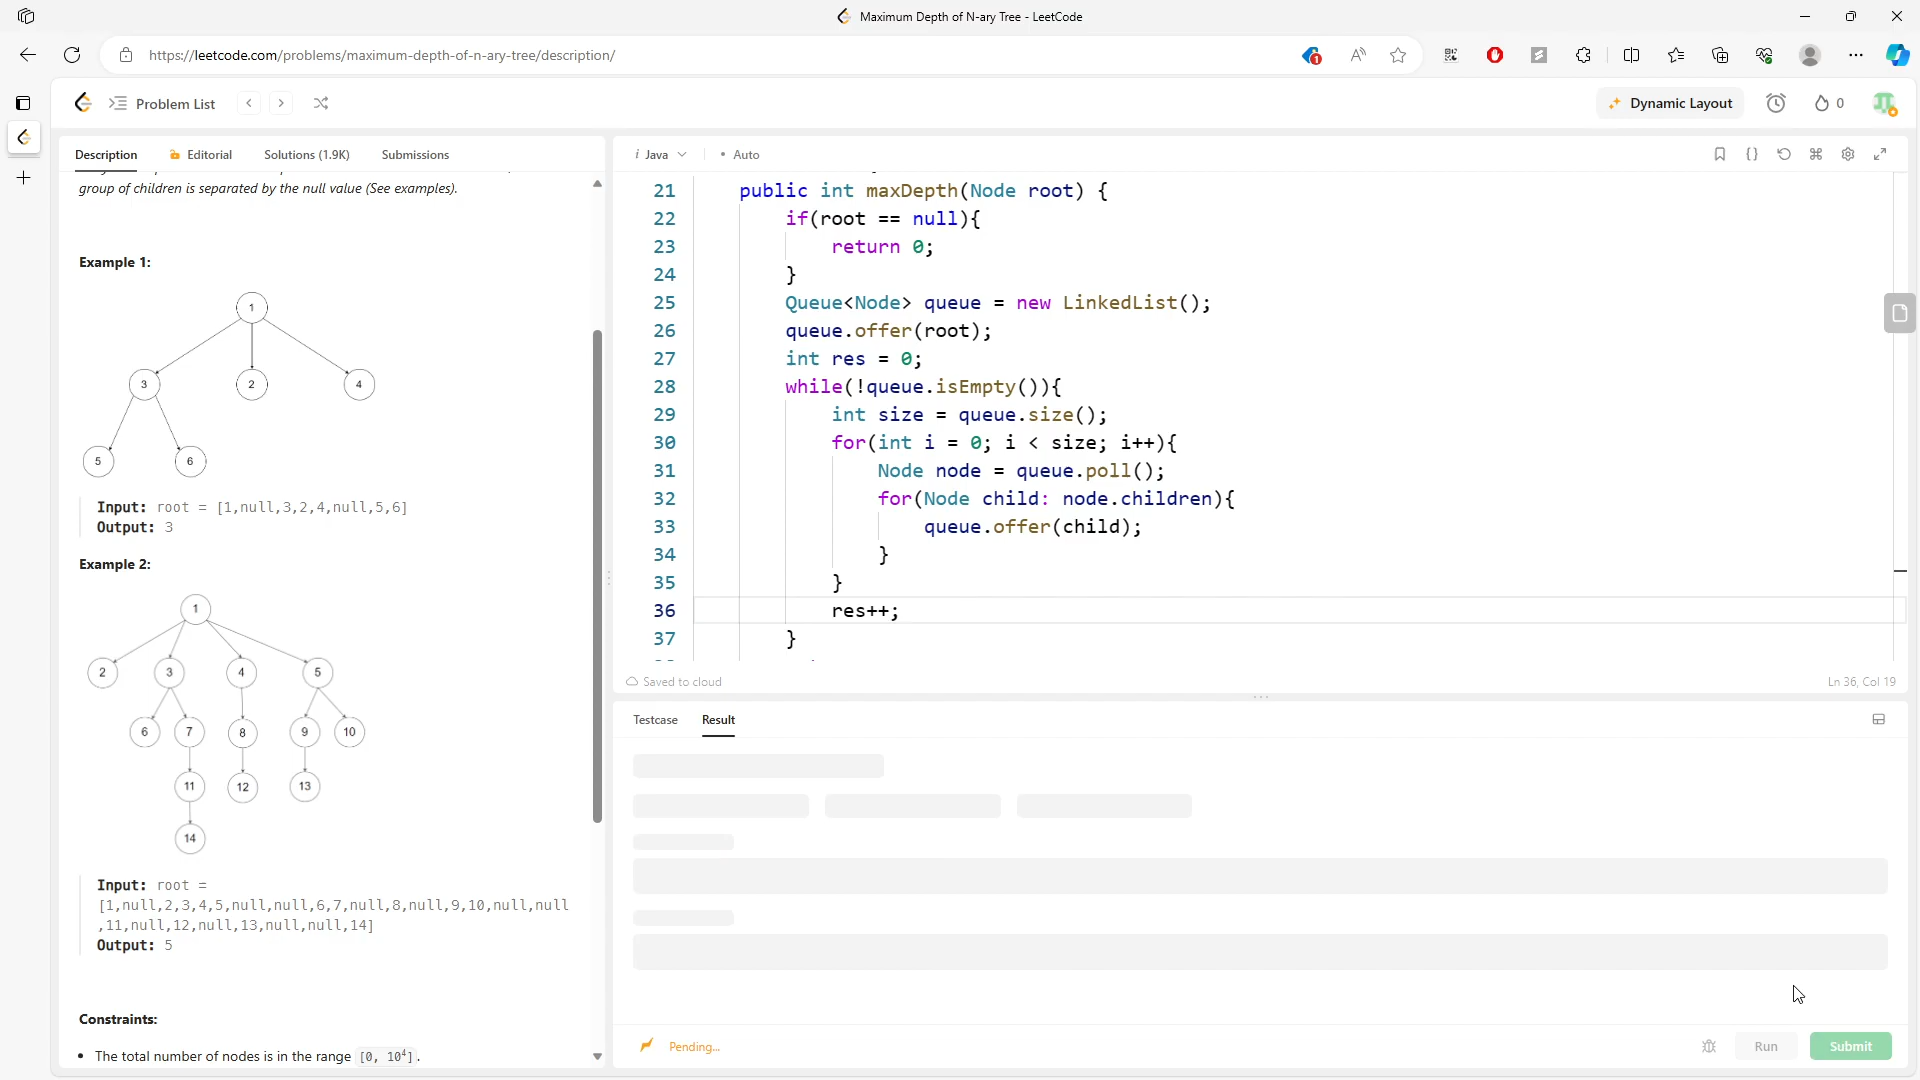 Maximum Depth of N-ary Tree - LeetCode
https://leetcode.com/problems/maximum-depth-of-n-ary-tree/description/
1
Problem List
Dynamic Layout
0
Description
Editorial
Solutions (1.9K)
Submissions
group of children is separated by the null value (See examples).
Example 1:
1
3 2 4
5 6
Input: root = [1,null,3,2,4,null,5,6]
Output: 3
Example 2:
1
2 3 4 5
6 7 8 9 10
11 12 13
14
Input: root =
[1,null,2,3,4,5,null,null,6,7,null,8,null,9,10,null,null
,11,null,12,null,13,null,null,14]
Output: 5
Constraints:
• The total number of nodes is in the range [0, 10⁴].
i Java
• Auto
21 public int maxDepth(Node root) {
22 if(root == null){
23 return 0;
24 }
25 Queue<Node> queue = new LinkedList();
26 queue.offer(root);
27 int res = 0;
28 while(!queue.isEmpty()){
29 int size = queue.size();
30 for(int i = 0; i < size; i++){
31 Node node = queue.poll();
32 for(Node child: node.children){
33 queue.offer(child);
34 }
35 }
36 res++;
37 }
Saved to cloud
Ln 36, Col 19
Testcase
Result
Pending...
Run
Submit